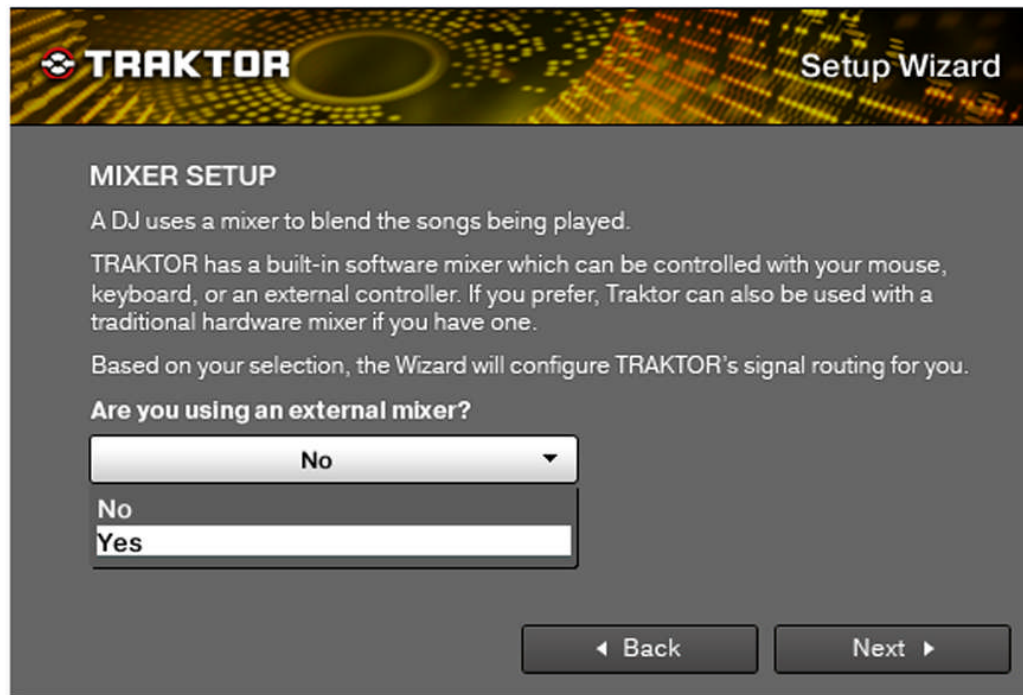 TRAKTOR
Setup Wizard
MIXER SETUP
A DJ uses a mixer to blend the songs being played.
TRAKTOR has a built-in software mixer which can be controlled with your mouse,
keyboard, or an external controller. If you prefer, Traktor can also be used with a
traditional hardware mixer if you have one.
Based on your selection, the Wizard will configure TRAKTOR's signal routing for you.
Are you using an external mixer?
No
No
Yes
Back
Next